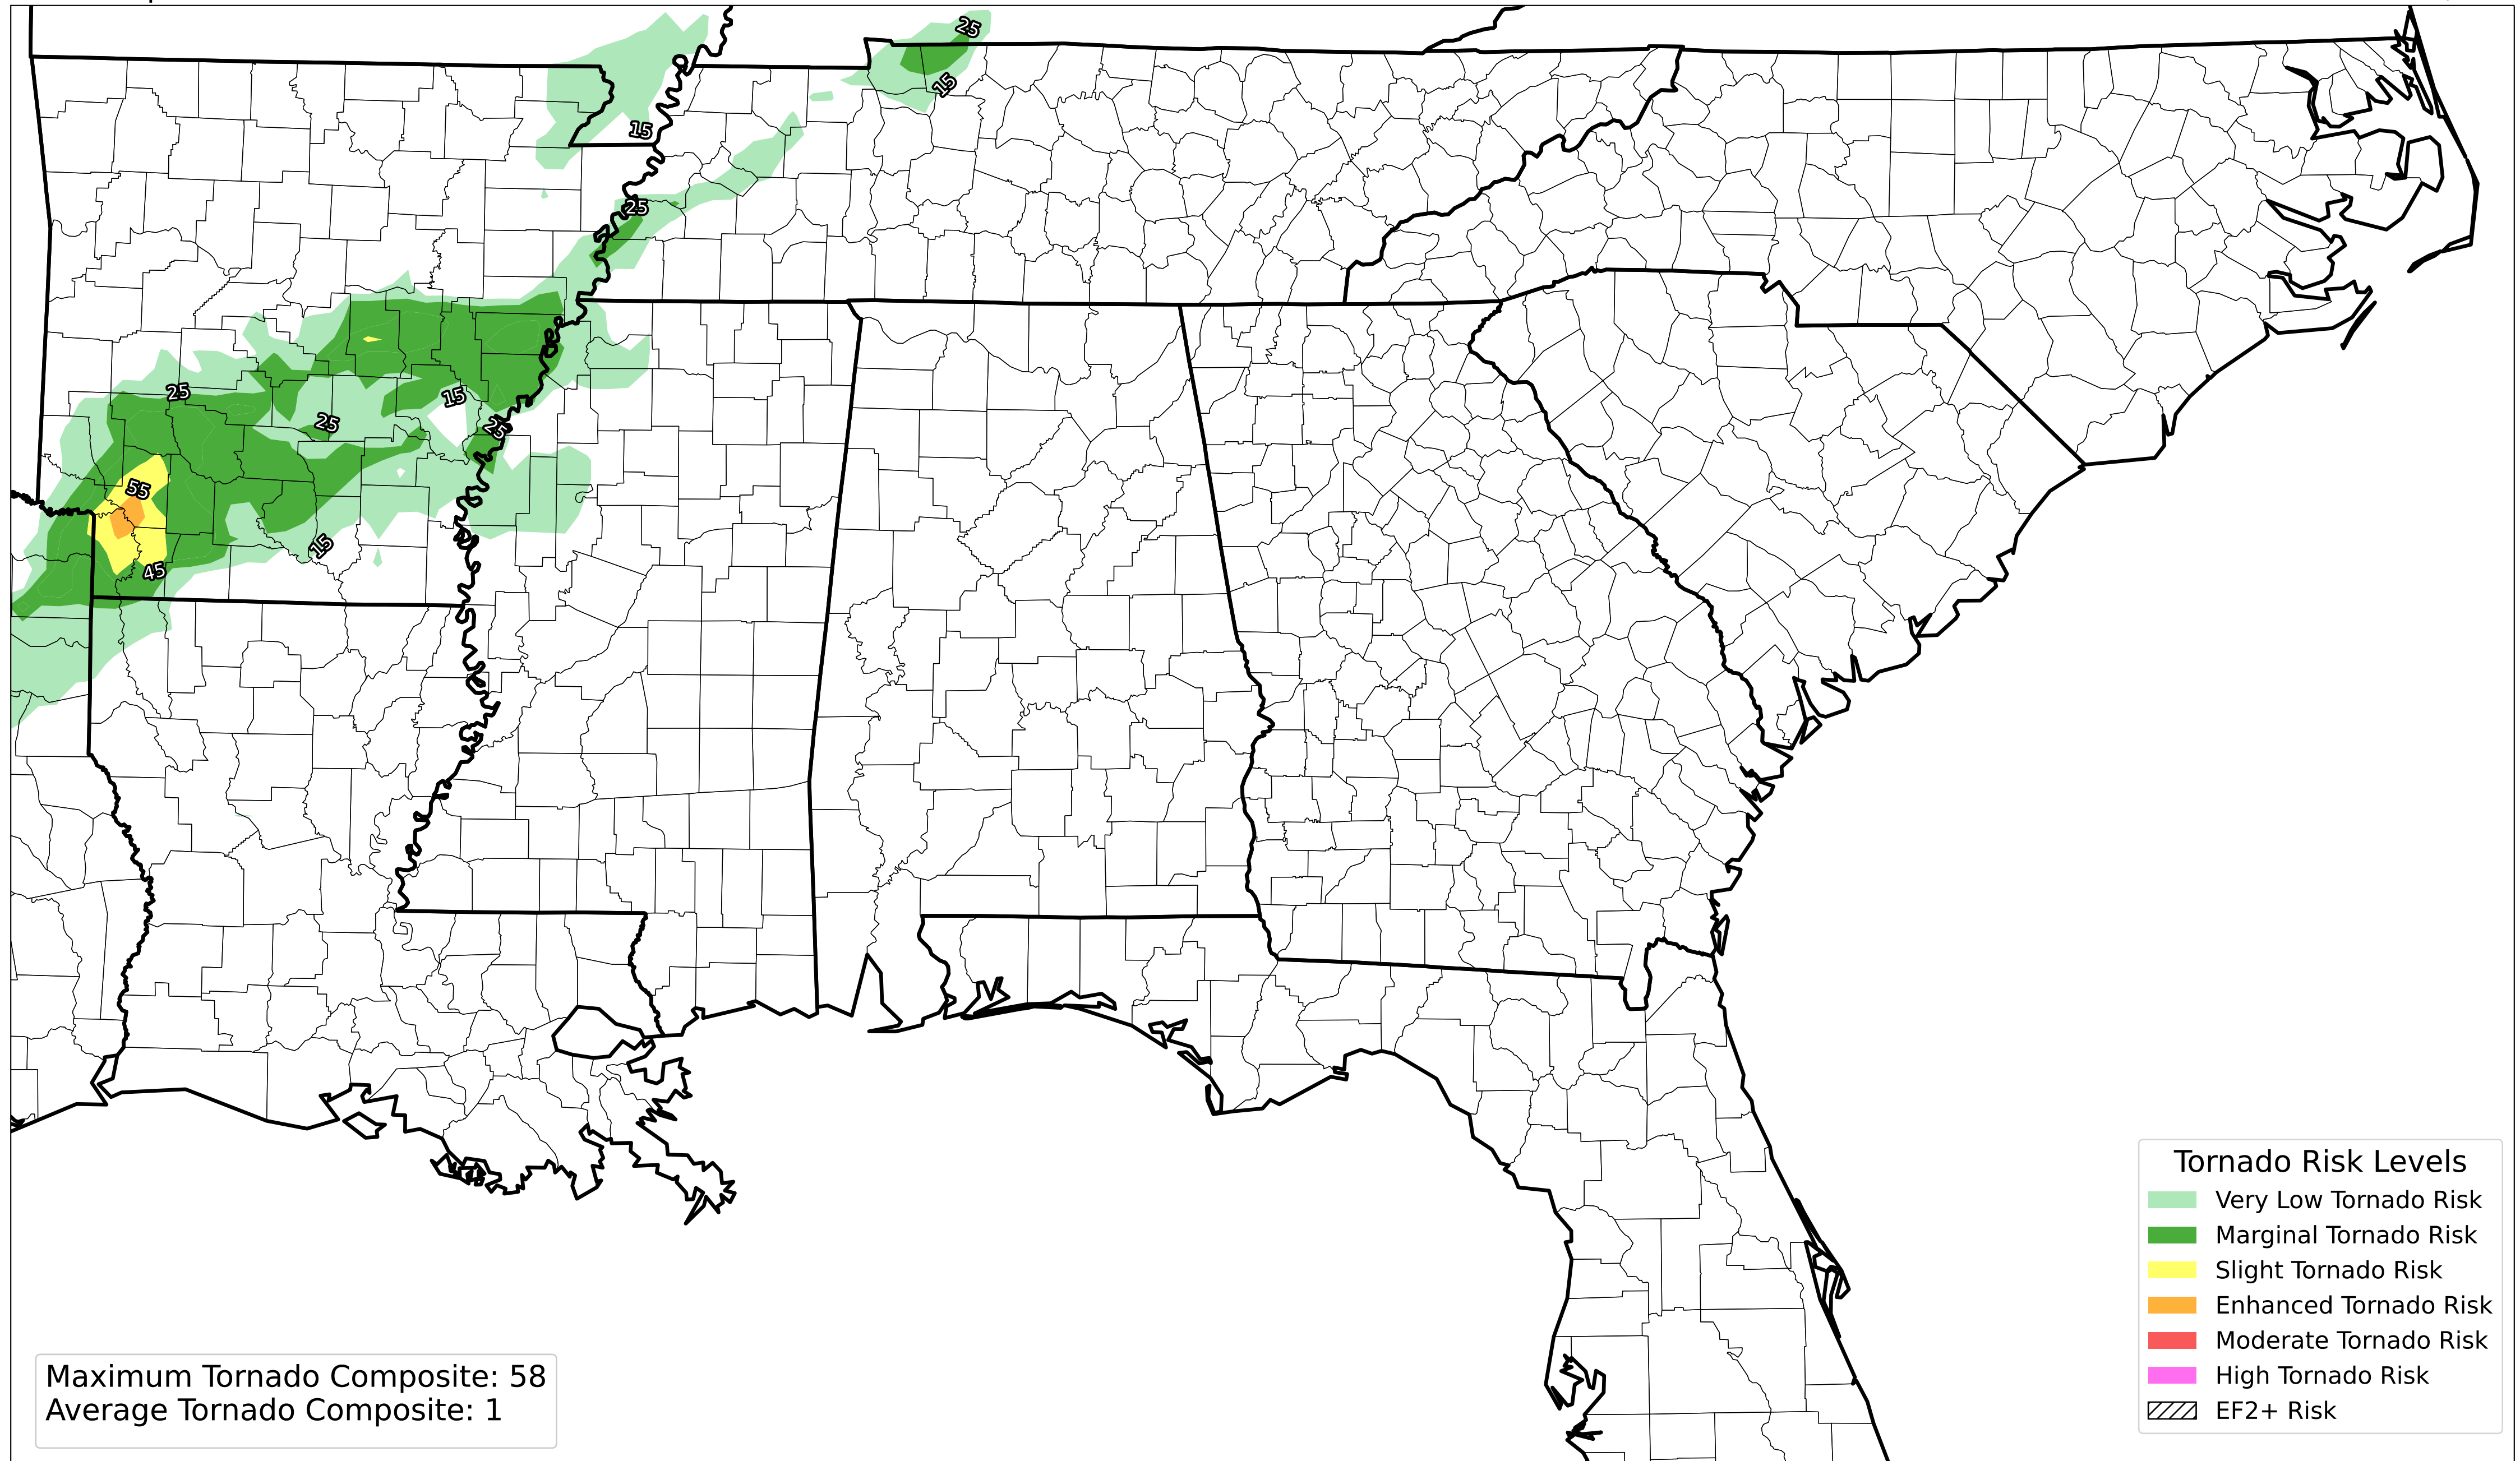 25
15
15
25
25
15
25
25
55
15
45
Tornado Risk Levels
Very Low Tornado Risk
Marginal Tornado Risk
Slight Tornado Risk
Enhanced Tornado Risk
Moderate Tornado Risk
High Tornado Risk
EF2+ Risk
Maximum Tornado Composite: 58
Average Tornado Composite: 1